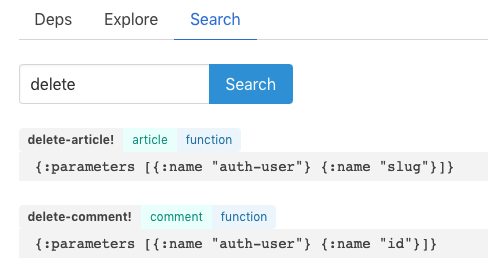 Deps Explore Search
delete Search
delete-article! article function
{:parameters [{:name "auth-user"} {:name "slug"}]}
delete-comment! comment function
{:parameters [{:name "auth-user"} {:name "id"}]}